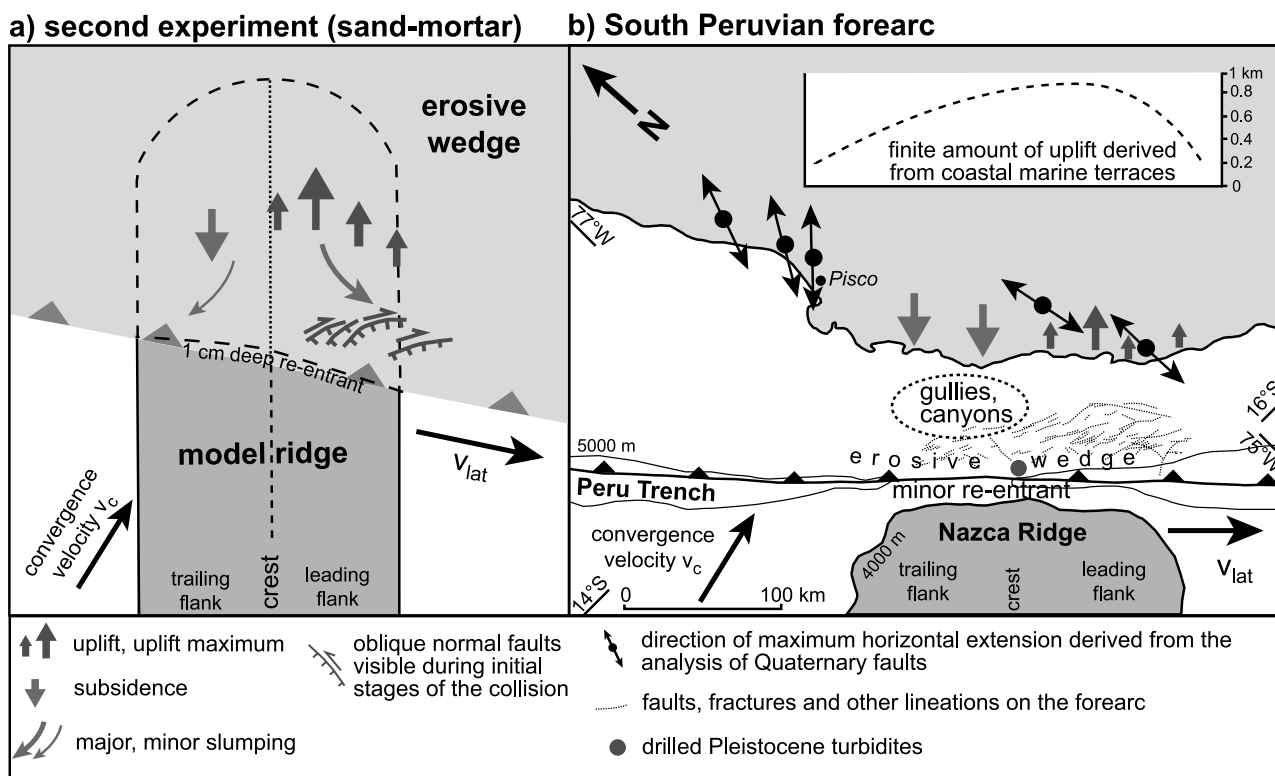 a) second experiment (sand-mortar)
erosive
wedge
1 cm deep re-entrant
model ridge
convergence
velocity vc
vlat
trailing
flank
crest
leading
flank
b) South Peruvian forearc
N
1 km
0.8
0.6
0.4
0.2
0
finite amount of uplift derived
from coastal marine terraces
77°W
Pisco
gullies,
canyons
16°S
75°W
5000 m
erosive wedge
Peru Trench
minor re-entrant
convergence
velocity vc
Nazca Ridge
4000 m
trailing
flank
crest
leading
flank
vlat
14°S
0
100 km
uplift, uplift maximum
subsidence
major, minor slumping
oblique normal faults
visible during initial
stages of the collision
direction of maximum horizontal extension derived from the
analysis of Quaternary faults
faults, fractures and other lineations on the forearc
drilled Pleistocene turbidites